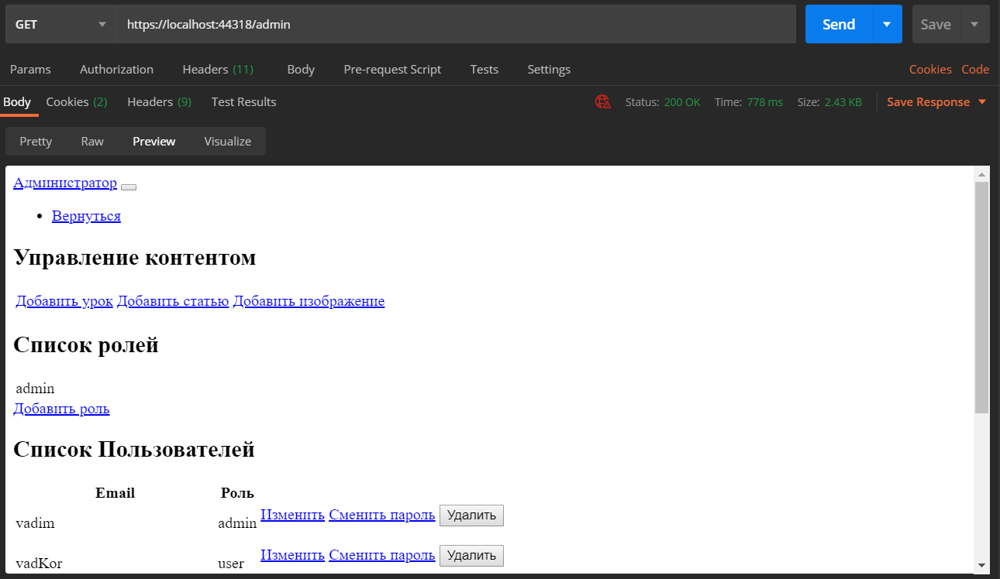 GET https://localhost:44318/admin Send Save
Params Authorization Headers (11) Body Pre-request Script Tests Settings Cookies Code
Body Cookies (2) Headers (9) Test Results Status: 200 OK Time: 778 ms Size: 2.43 KB Save Response
Pretty Raw Preview Visualize
Администратор
Вернуться
Управление контентом
Добавить урок Добавить статью Добавить изображение
Список ролей
admin
Добавить роль
Список Пользователей
Email Роль
vadim admin Изменить Сменить пароль Удалить
vadKor user Изменить Сменить пароль Удалить